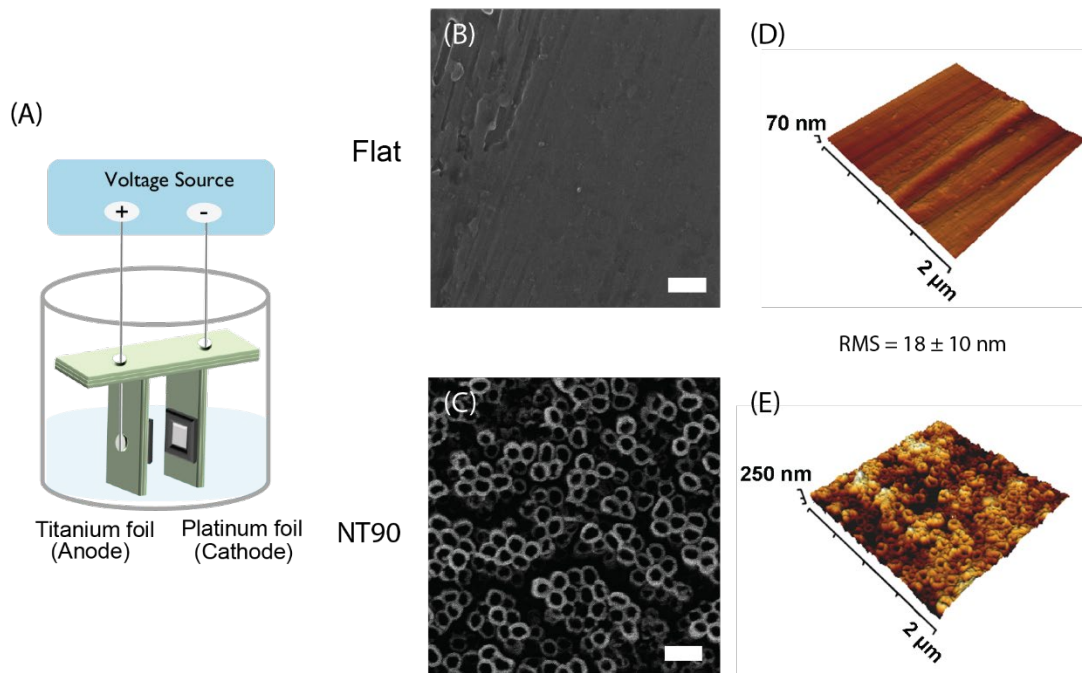 (A)
Voltage Source
+
-
Titanium foil
(Anode)
Platinum foil
(Cathode)
Flat
(B)
(D)
70 nm
2 μm
RMS = 18 ± 10 nm
NT90
(C)
(E)
250 nm
2 μm